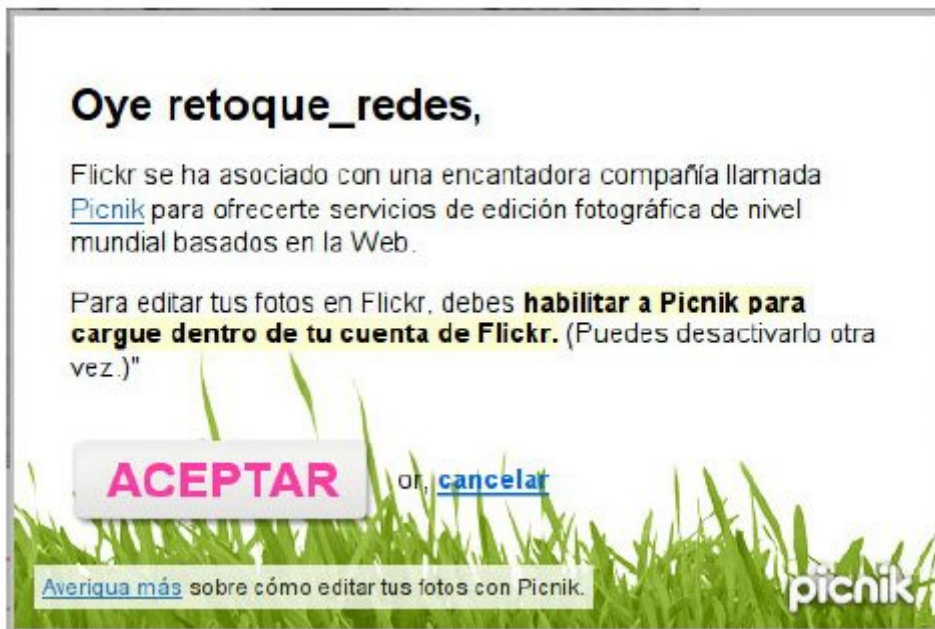 Oye retoque_redes,
Flickr se ha asociado con una encantadora compañía llamada
Picnik para ofrecerte servicios de edición fotográfica de nivel
mundial basados en la Web.
Para editar tus fotos en Flickr, debes habilitar a Picnik para
cargue dentro de tu cuenta de Flickr. (Puedes desactivarlo otra
vez.)"
ACEPTAR or, cancelar
Averigua más sobre cómo editar tus fotos con Picnik.
picnik